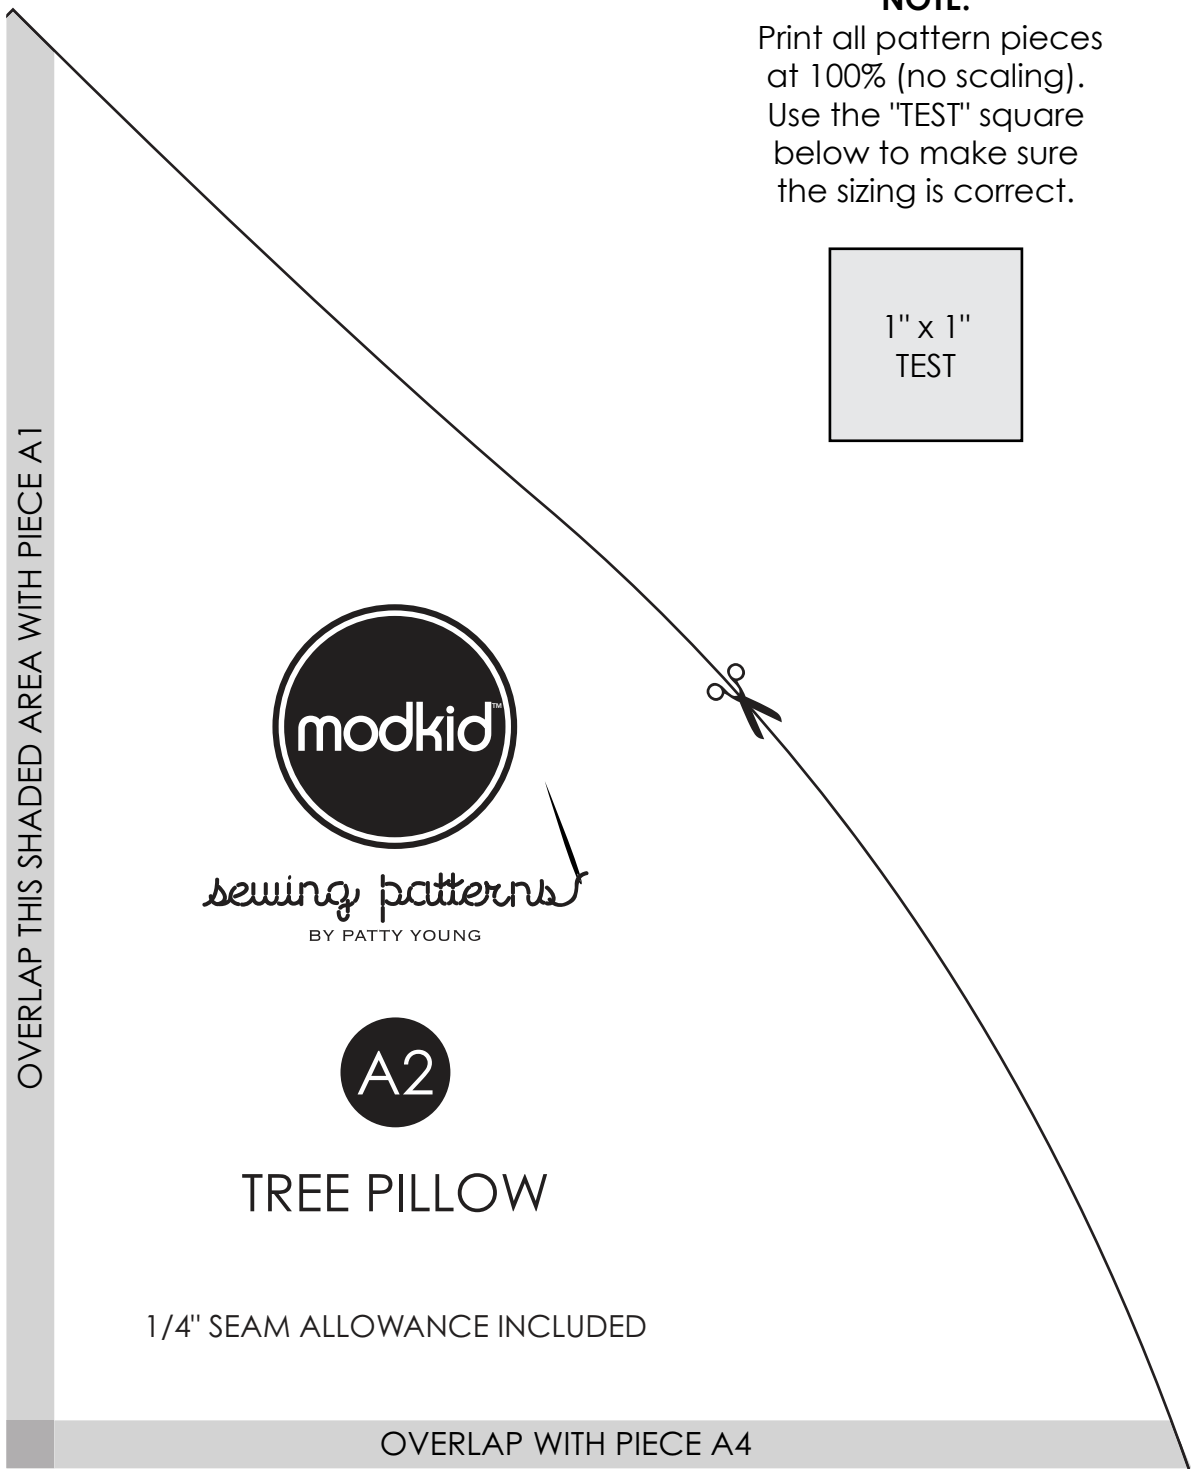 NOTE:
Print all pattern pieces
at 100% (no scaling).
Use the "TEST" square
below to make sure
the sizing is correct.
1" x 1"
TEST
OVERLAP THIS SHADED AREA WITH PIECE A1
modkid™
sewing patterns
BY PATTY YOUNG
A2
TREE PILLOW
1/4" SEAM ALLOWANCE INCLUDED
OVERLAP WITH PIECE A4